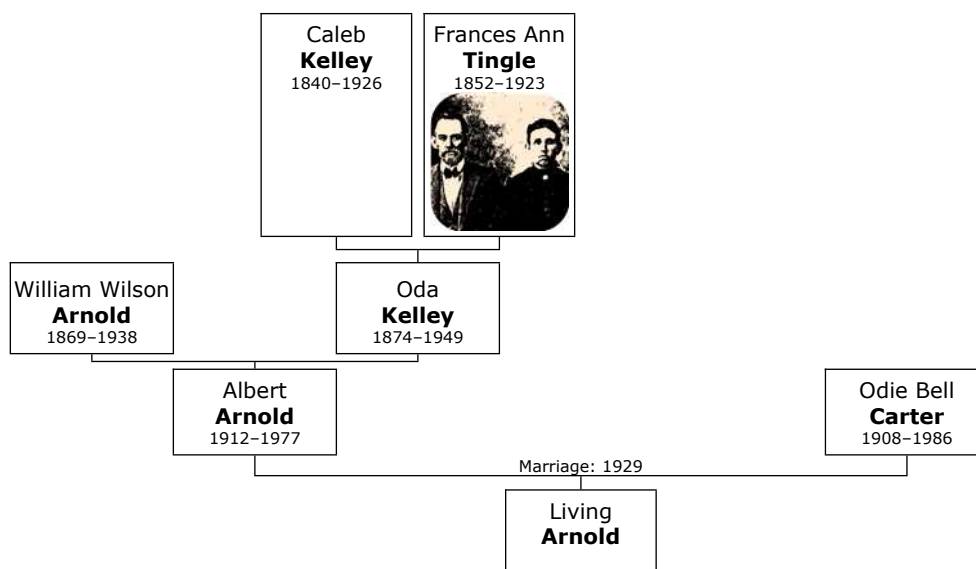 Caleb
Kelley
1840–1926
Frances Ann
Tingle
1852–1923
William Wilson
Arnold
1869–1938
Oda
Kelley
1874–1949
Albert
Arnold
1912–1977
Odie Bell
Carter
1908–1986
Marriage: 1929
Living
Arnold